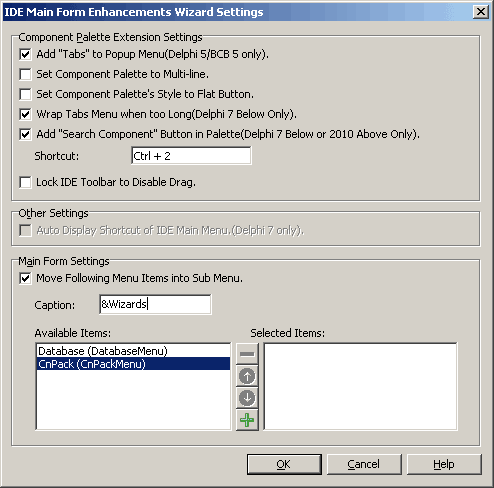 IDE Main Form Enhancements Wizard Settings
Component Palette Extension Settings
Add "Tabs" to Popup Menu(Delphi 5/BCB 5 only).
Set Component Palette to Multi-line.
Set Component Palette's Style to Flat Button.
Wrap Tabs Menu when too Long(Delphi 7 Below Only).
Add "Search Component" Button in Palette(Delphi 7 Below or 2010 Above Only).
Shortcut: Ctrl + 2
Lock IDE Toolbar to Disable Drag.
Other Settings
Auto Display Shortcut of IDE Main Menu.(Delphi 7 only).
Main Form Settings
Move Following Menu Items into Sub Menu.
Caption: &Wizards
Available Items: Selected Items:
Database (DatabaseMenu)
CnPack (CnPackMenu)
OK Cancel Help